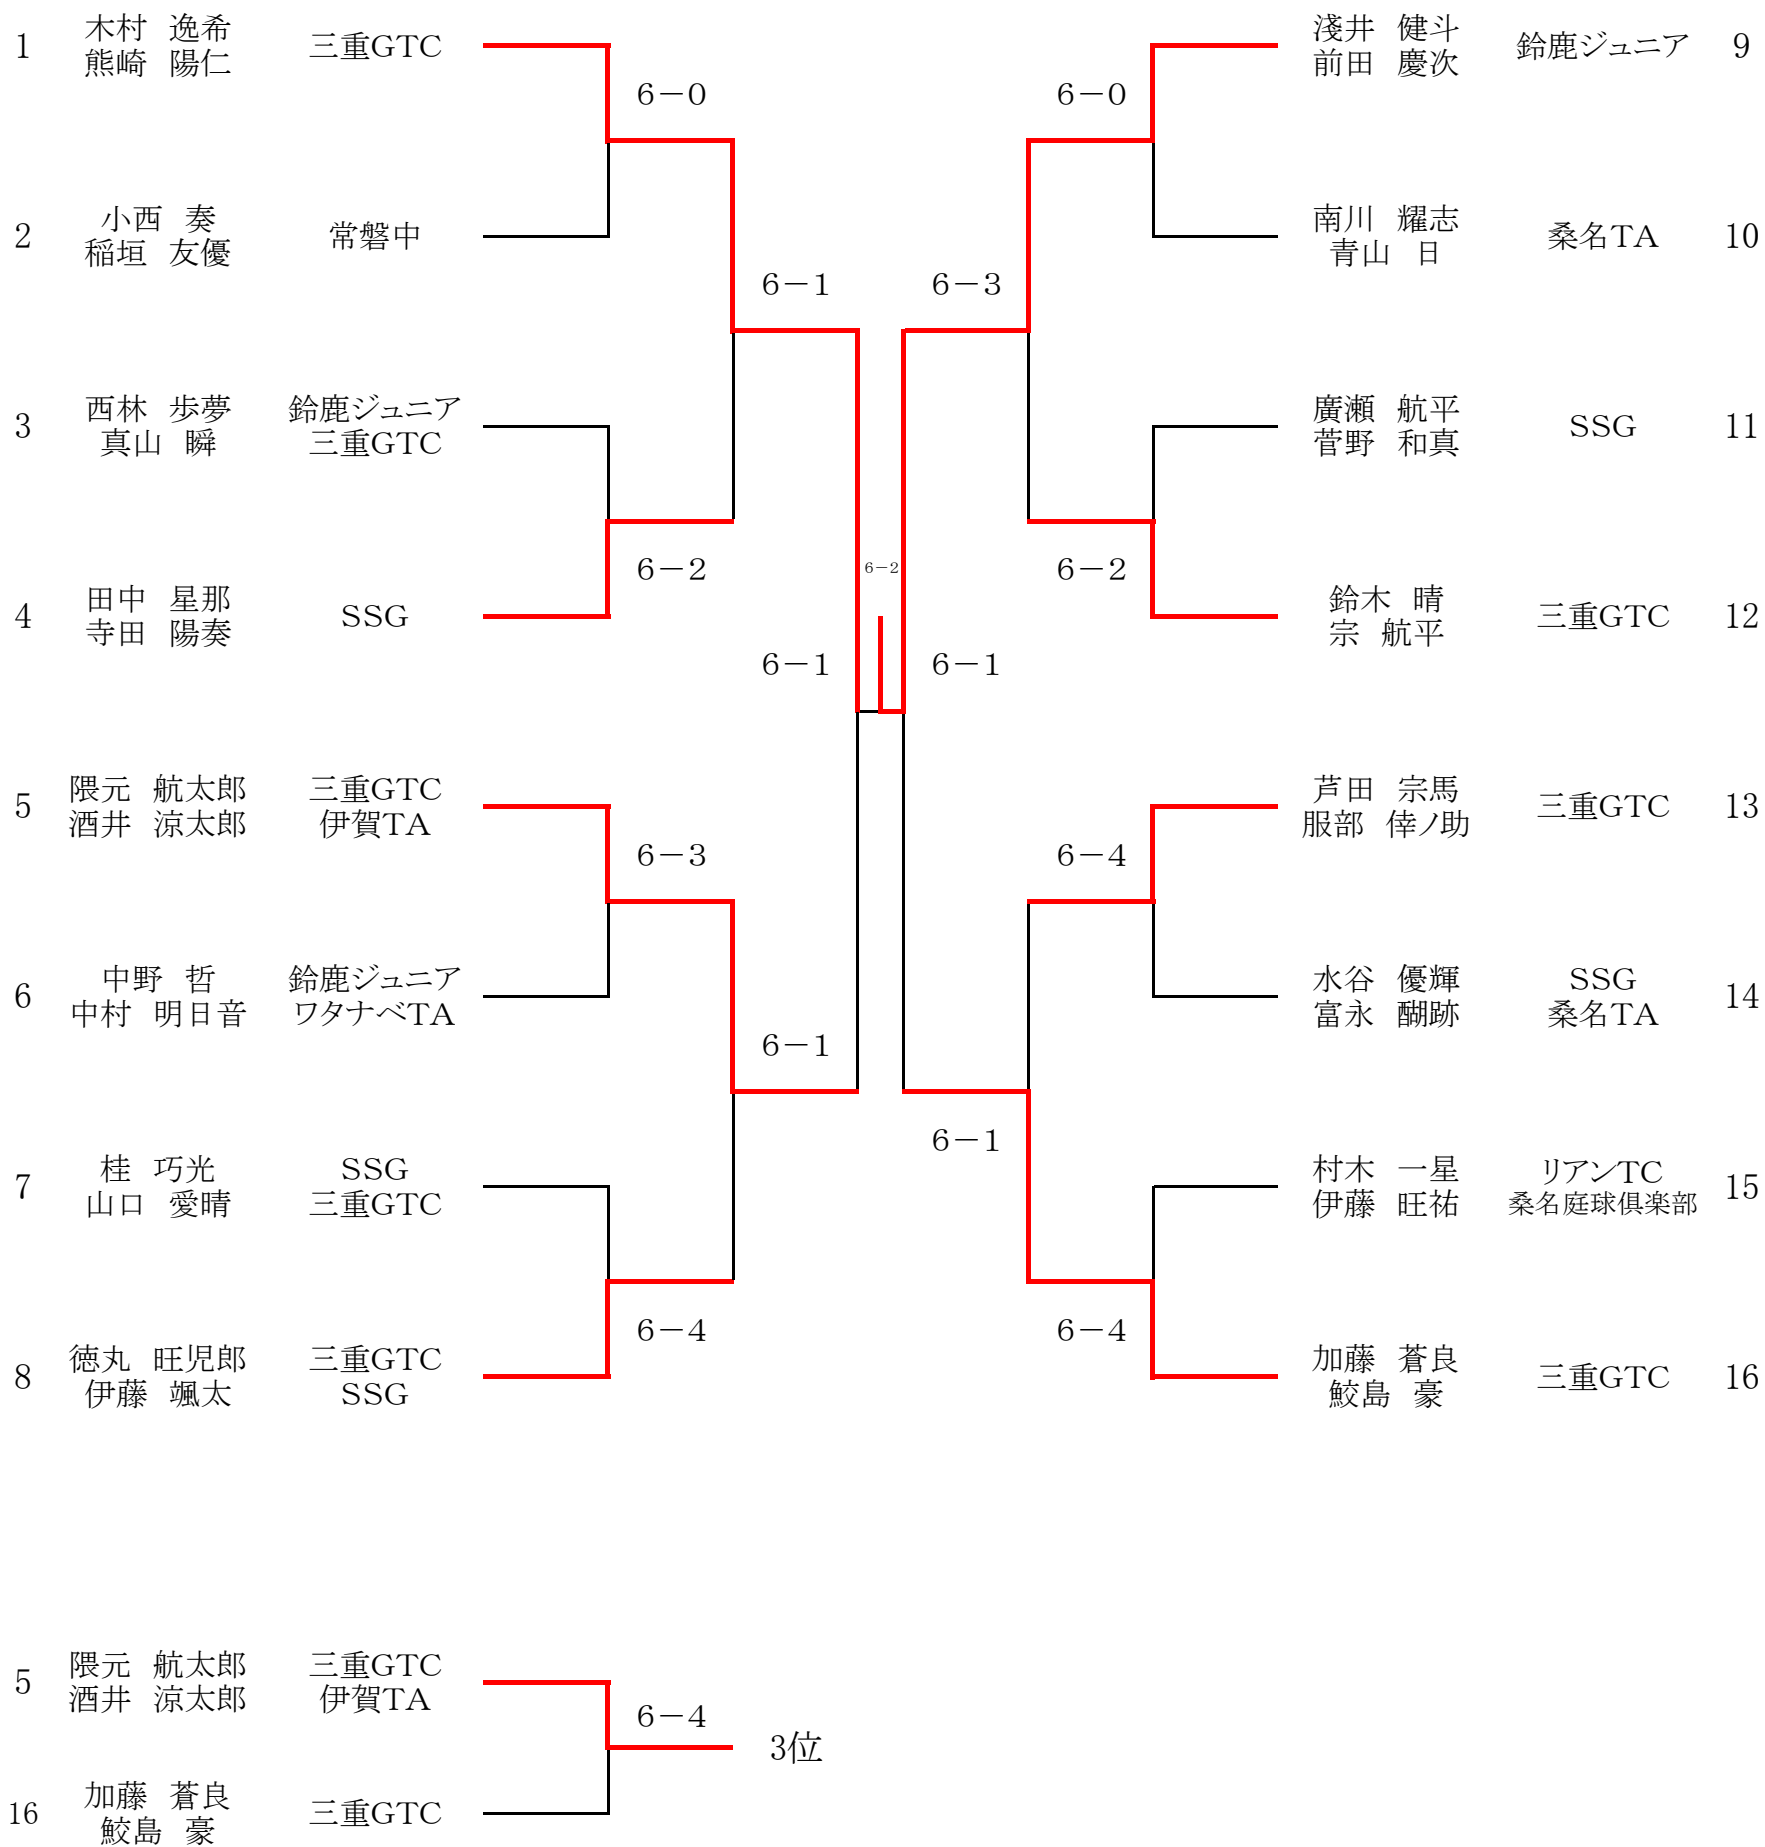 1 木村 逸希 三重GTC
熊崎 陽仁
6-0
2 小西 奏 常磐中
稲垣 友優
6-1
3 西林 歩夢 鈴鹿ジュニア
真山 瞬 三重GTC
6-2
4 田中 星那 SSG
寺田 陽奏
6-1
5 隈元 航太郎 三重GTC
酒井 涼太郎 伊賀TA
6-3
6 中野 哲 鈴鹿ジュニア
中村 明日音 ワタナベTA
6-1
7 桂 巧光 SSG
山口 愛晴 三重GTC
6-4
8 徳丸 旺児郎 三重GTC
伊藤 颯太 SSG
6-2
淺井 健斗 鈴鹿ジュニア 9
前田 慶次
6-0
南川 耀志 桑名TA 10
青山 日
6-3
廣瀬 航平 SSG 11
菅野 和真
6-2
鈴木 晴 三重GTC 12
宗 航平
6-1
芦田 宗馬 三重GTC 13
服部 倖ノ助
6-4
水谷 優輝 SSG 14
富永 醐跡 桑名TA
6-1
村木 一星 リアンTC 15
伊藤 旺祐 桑名庭球倶楽部
6-4
加藤 蒼良 三重GTC 16
鮫島 豪
5 隈元 航太郎 三重GTC
酒井 涼太郎 伊賀TA
6-4
3位
16 加藤 蒼良 三重GTC
鮫島 豪